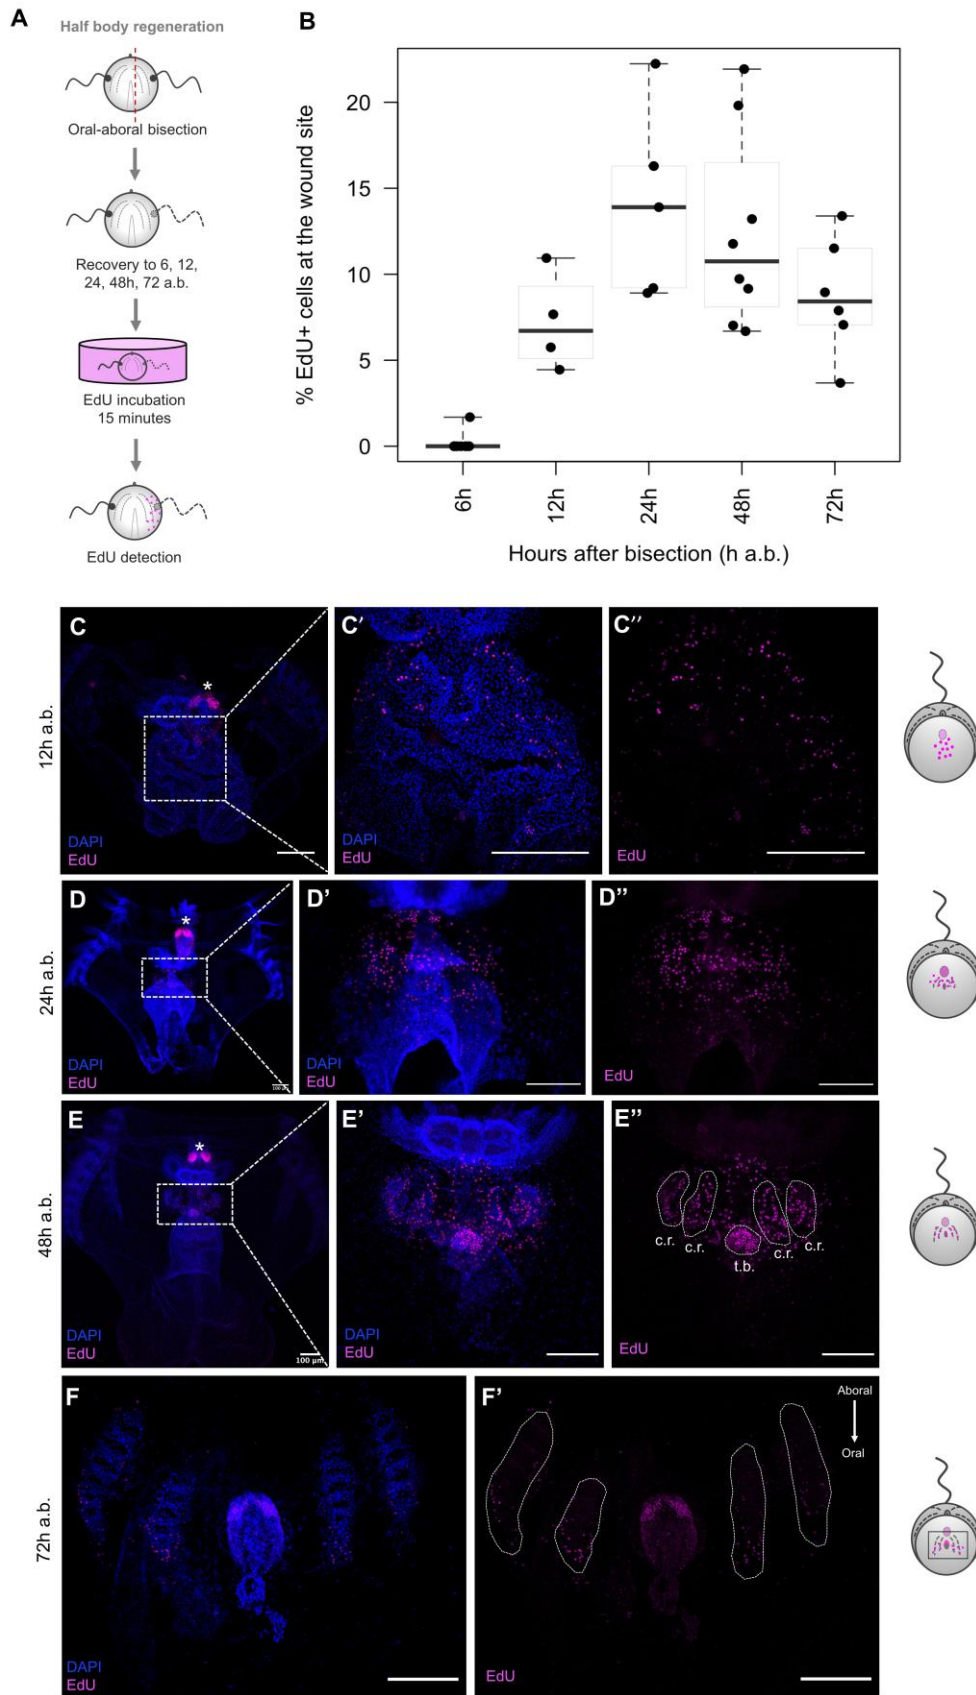 A
Half body regeneration
Oral-aboral bisection
Recovery to 6, 12,
24, 48h, 72 a.b.
EdU incubation
15 minutes
EdU detection
B
% EdU+ cells at the wound site
20
15
10
5
0
6h
12h
24h
48h
72h
Hours after bisection (h a.b.)
12h a.b.
C
*
DAPI
EdU
C'
DAPI
EdU
C''
EdU
24h a.b.
D
*
DAPI
EdU
100 µm
D'
DAPI
EdU
D''
EdU
48h a.b.
E
*
DAPI
EdU
100 µm
E'
DAPI
EdU
E''
c.r.
c.r.
t.b.
c.r.
c.r.
EdU
72h a.b.
F
DAPI
EdU
F'
Aboral
Oral
EdU